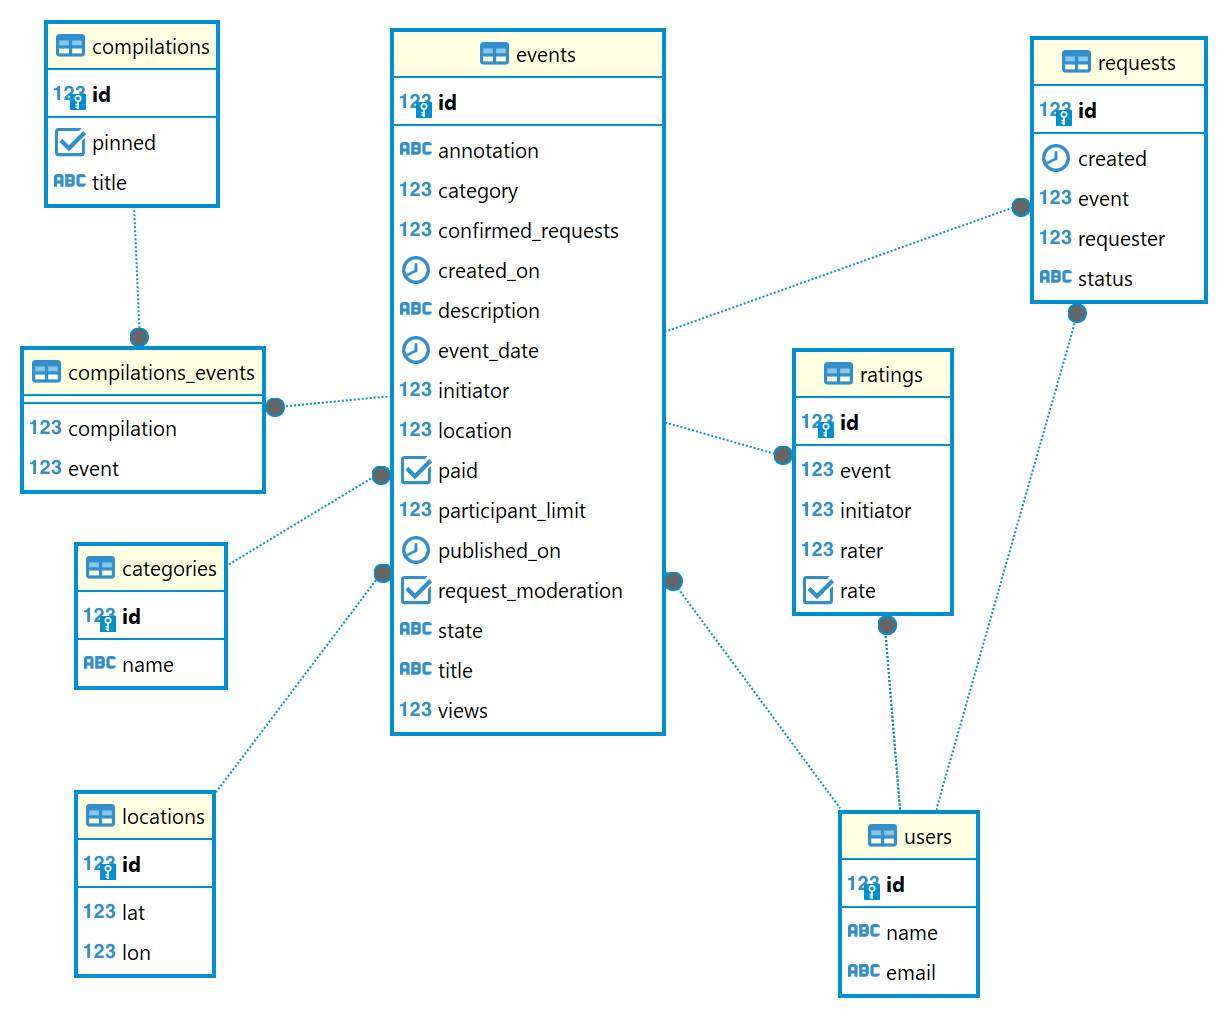 compilations
123 id
pinned
ABC title
events
123 id
ABC annotation
123 category
123 confirmed_requests
created_on
ABC description
event_date
123 initiator
123 location
paid
123 participant_limit
published_on
request_moderation
ABC state
ABC title
123 views
requests
123 id
created
123 event
123 requester
ABC status
compilations_events
123 compilation
123 event
ratings
123 id
123 event
123 initiator
123 rater
rate
categories
123 id
ABC name
locations
123 id
123 lat
123 lon
users
123 id
ABC name
ABC email